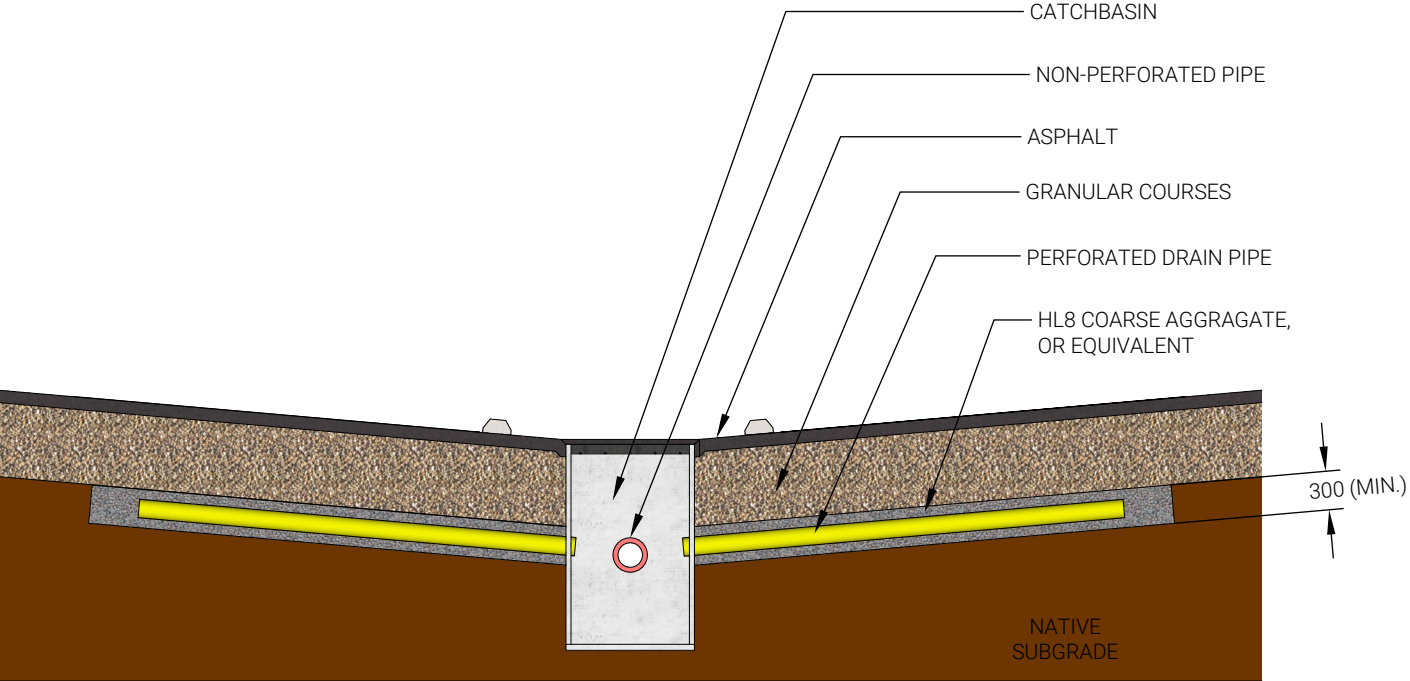 CATCHBASIN
NON-PERFORATED PIPE
ASPHALT
GRANULAR COURSES
PERFORATED DRAIN PIPE
HL8 COARSE AGGRAGATE,
OR EQUIVALENT
300 (MIN.)
NATIVE
SUBGRADE